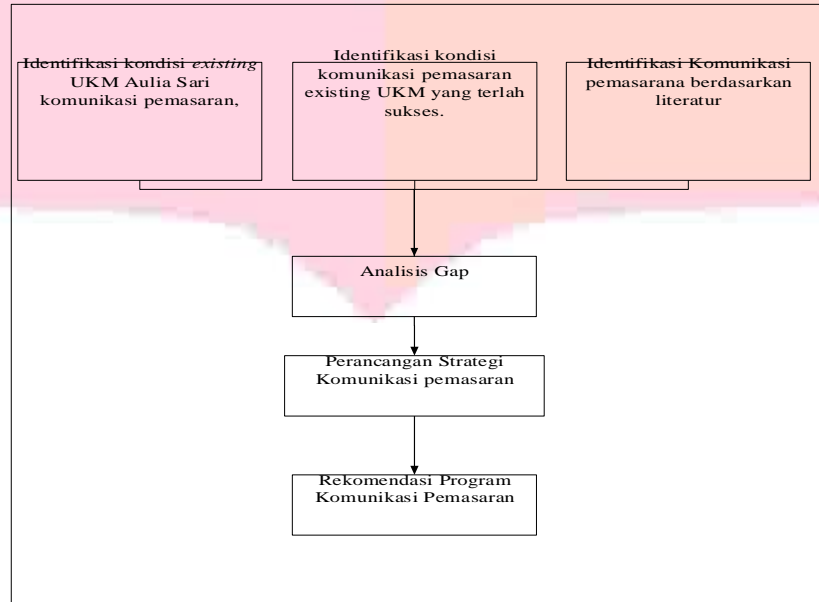 Identifikasi kondisi existing
UKM Aulia Sari
komunikasi pemasaran,
Identifikasi kondisi
komunikasi pemasaran
existing UKM yang terlah
sukses.
Identifikasi Komunikasi
pemasarana berdasarkan
literatur
Analisis Gap
Perancangan Strategi
Komunikasi pemasaran
Rekomendasi Program
Komunikasi Pemasaran